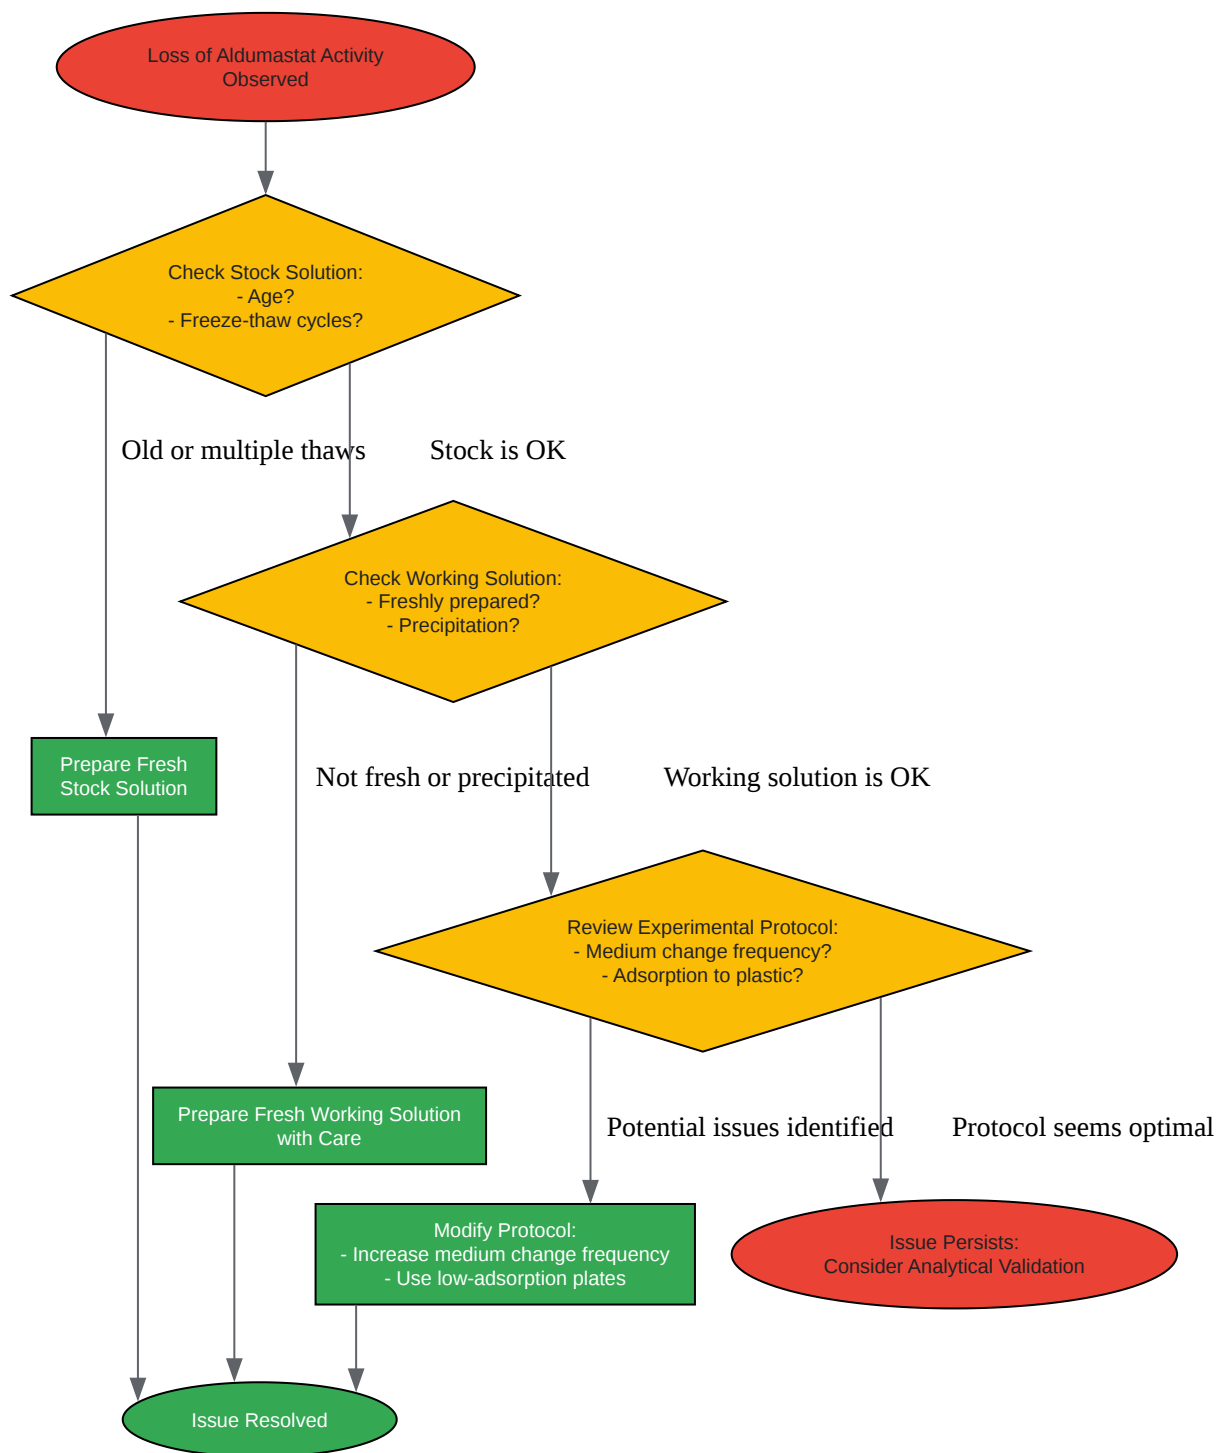 Loss of Aldumastat Activity
Observed
Check Stock Solution:
- Age?
- Freeze-thaw cycles?
Old or multiple thaws
Stock is OK
Check Working Solution:
- Freshly prepared?
- Precipitation?
Prepare Fresh
Stock Solution
Not fresh or precipitated
Working solution is OK
Review Experimental Protocol:
- Medium change frequency?
- Adsorption to plastic?
Prepare Fresh Working Solution
with Care
Potential issues identified
Protocol seems optimal
Modify Protocol:
- Increase medium change frequency
- Use low-adsorption plates
Issue Persists:
Consider Analytical Validation
Issue Resolved